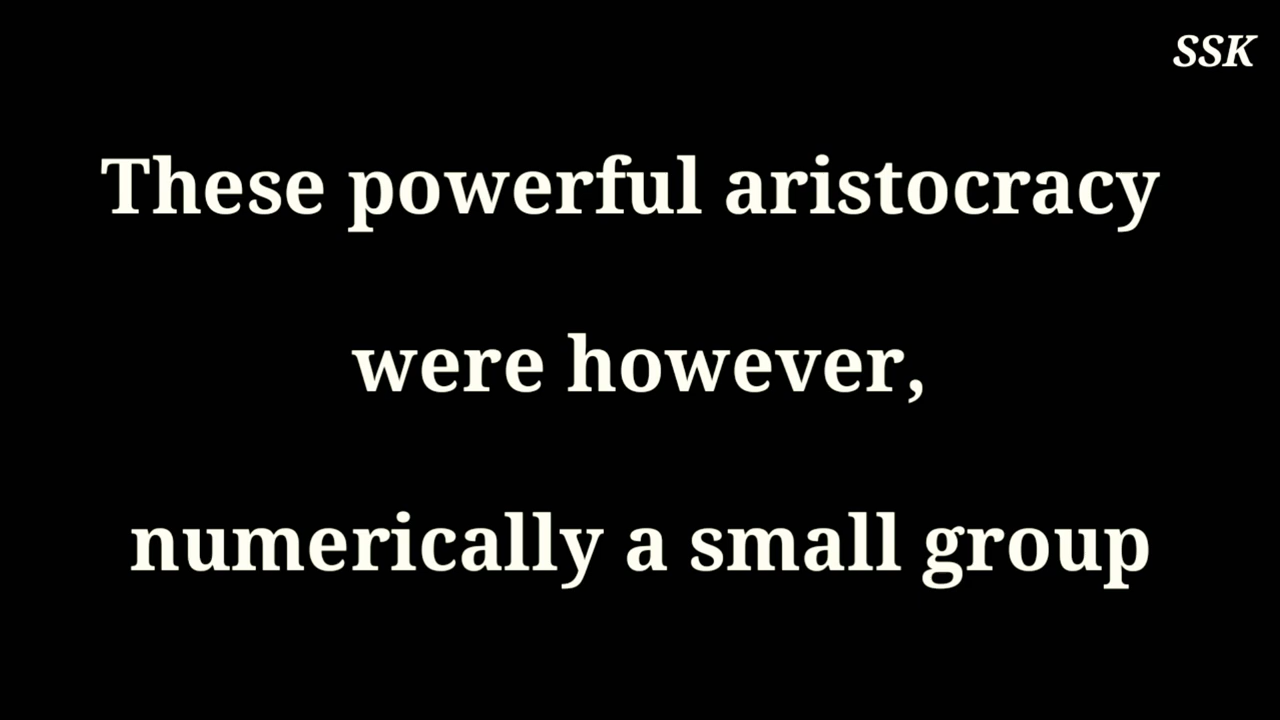 SSK
These powerful aristocracy
were however,
numerically a small group